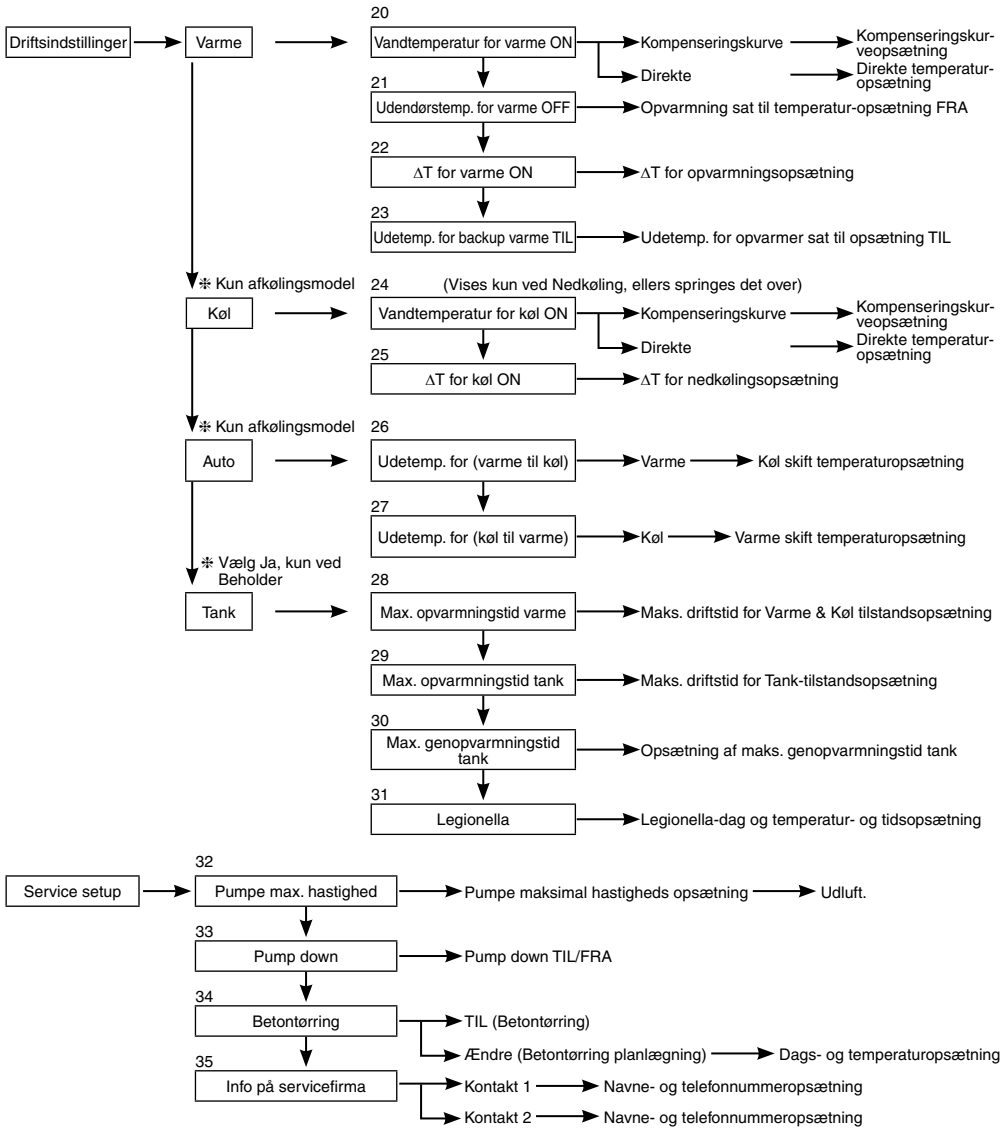 20
Driftsindstillinger
Varme
Vandtemperatur for varme ON
Kompenseringskurve
Kompenseringskur-
veopsætning
Direkte
Direkte temperatur-
opsætning
21
Udendørstemp. for varme OFF
Opvarmning sat til temperatur-opsætning FRA
22
ΔT for varme ON
ΔT for opvarmningsopsætning
23
Udetemp. for backup varme TIL
Udetemp. for opvarmer sat til opsætning TIL
❉ Kun afkølingsmodel
24
(Vises kun ved Nedkøling, ellers springes det over)
Køl
Vandtemperatur for køl ON
Kompenseringskurve
Kompenseringskur-
veopsætning
Direkte
Direkte temperatur-
opsætning
25
ΔT for køl ON
ΔT for nedkølingsopsætning
❉ Kun afkølingsmodel
26
Auto
Udetemp. for (varme til køl)
Varme
Køl skift temperaturopsætning
27
Udetemp. for (køl til varme)
Køl
Varme skift temperaturopsætning
❉ Vælg Ja, kun ved
Beholder
28
Tank
Max. opvarmningstid varme
Maks. driftstid for Varme & Køl tilstandsopsætning
29
Max. opvarmningstid tank
Maks. driftstid for Tank-tilstandsopsætning
30
Max. genopvarmningstid
tank
Opsætning af maks. genopvarmningstid tank
31
Legionella
Legionella-dag og temperatur- og tidsopsætning
32
Service setup
Pumpe max. hastighed
Pumpe maksimal hastigheds opsætning
Udluft.
33
Pump down
Pump down TIL/FRA
34
Betontørring
TIL (Betontørring)
Ændre (Betontørring planlægning)
Dags- og temperaturopsætning
35
Info på servicefirma
Kontakt 1
Navne- og telefonnummeropsætning
Kontakt 2
Navne- og telefonnummeropsætning